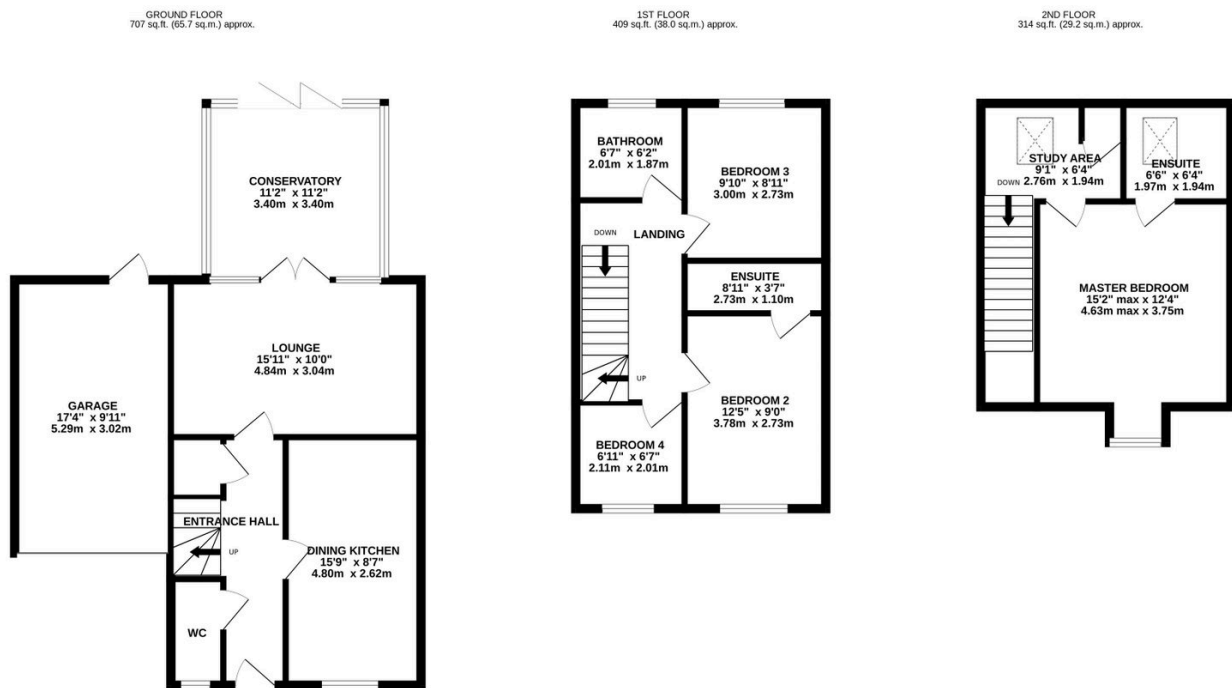 GROUND FLOOR
707 sq.ft. (65.7 sq.m.) approx.
CONSERVATORY
11'2" x 11'2"
3.40m x 3.40m
LOUNGE
15'11" x 10'0"
4.84m x 3.04m
GARAGE
17'4" x 9'11"
5.29m x 3.02m
ENTRANCE HALL
UP
DINING KITCHEN
15'9" x 8'7"
4.80m x 2.62m
WC
1ST FLOOR
409 sq.ft. (38.0 sq.m.) approx.
BATHROOM
6'7" x 6'2"
2.01m x 1.87m
BEDROOM 3
9'10" x 8'11"
3.00m x 2.73m
DOWN
LANDING
ENSUITE
8'11" x 3'7"
2.73m x 1.10m
UP
BEDROOM 2
12'5" x 9'0"
3.78m x 2.73m
BEDROOM 4
6'11" x 6'7"
2.11m x 2.01m
2ND FLOOR
314 sq.ft. (29.2 sq.m.) approx.
STUDY AREA
9'1" x 6'4"
2.76m x 1.94m
DOWN
ENSUITE
6'6" x 6'4"
1.97m x 1.94m
MASTER BEDROOM
15'2" max x 12'4"
4.63m max x 3.75m